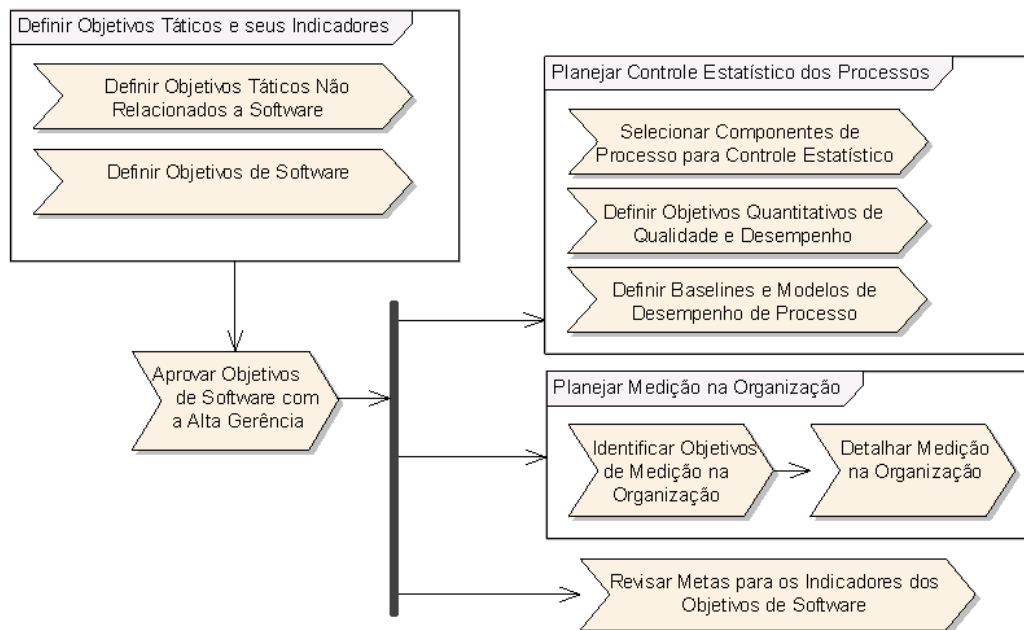 Definir Objetivos Táticos e seus Indicadores
Definir Objetivos Táticos Não
Relacionados a Software
Definir Objetivos de Software
Aprovar Objetivos
de Software com
a Alta Gerência
Planejar Controle Estatístico dos Processos
Selecionar Componentes de
Processo para Controle Estatístico
Definir Objetivos Quantitativos de
Qualidade e Desempenho
Definir Baselines e Modelos de
Desempenho de Processo
Planejar Medição na Organização
Identificar Objetivos
de Medição na
Organização
Detalhar Medição
na Organização
Revisar Metas para os Indicadores dos
Objetivos de Software